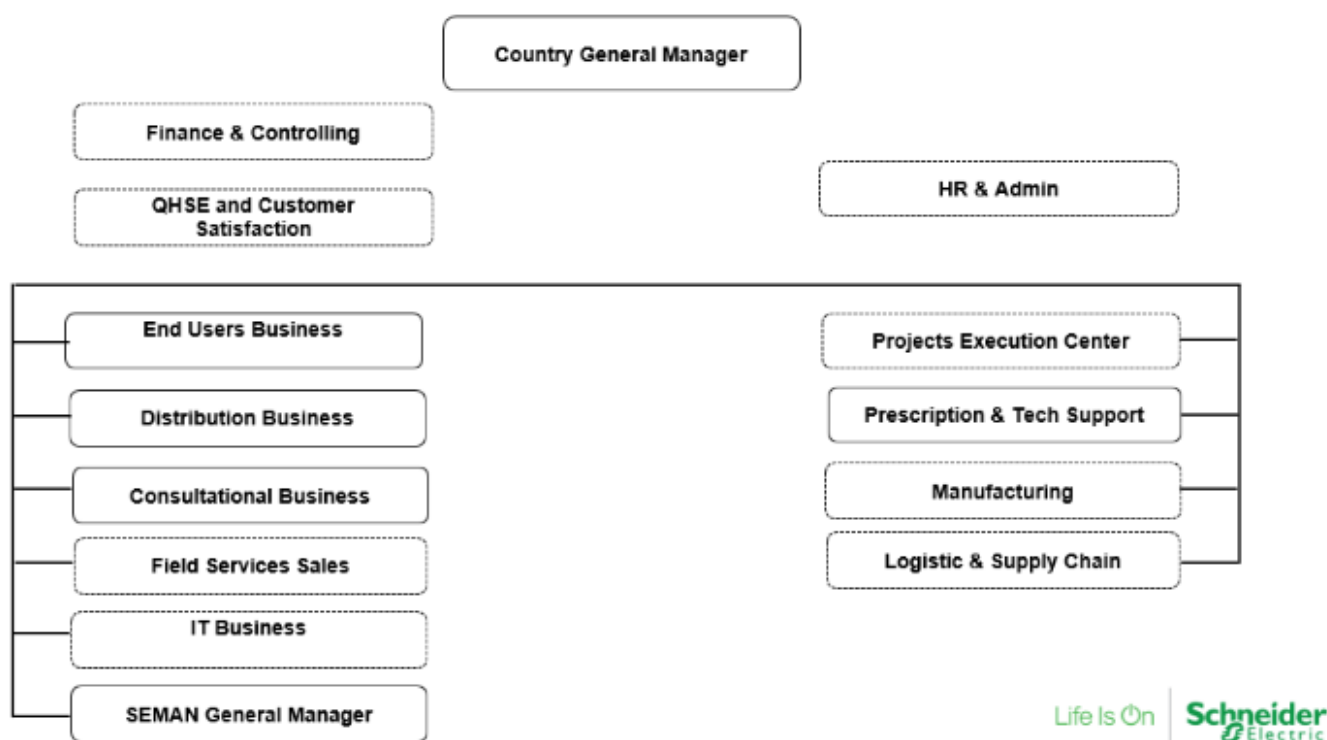 Country General Manager
Finance & Controlling
HR & Admin
QHSE and Customer
Satisfaction
End Users Business
Projects Execution Center
Distribution Business
Prescription & Tech Support
Consultational Business
Manufacturing
Field Services Sales
Logistic & Supply Chain
IT Business
SEMAN General Manager
Life Is On
Schneider
Electric